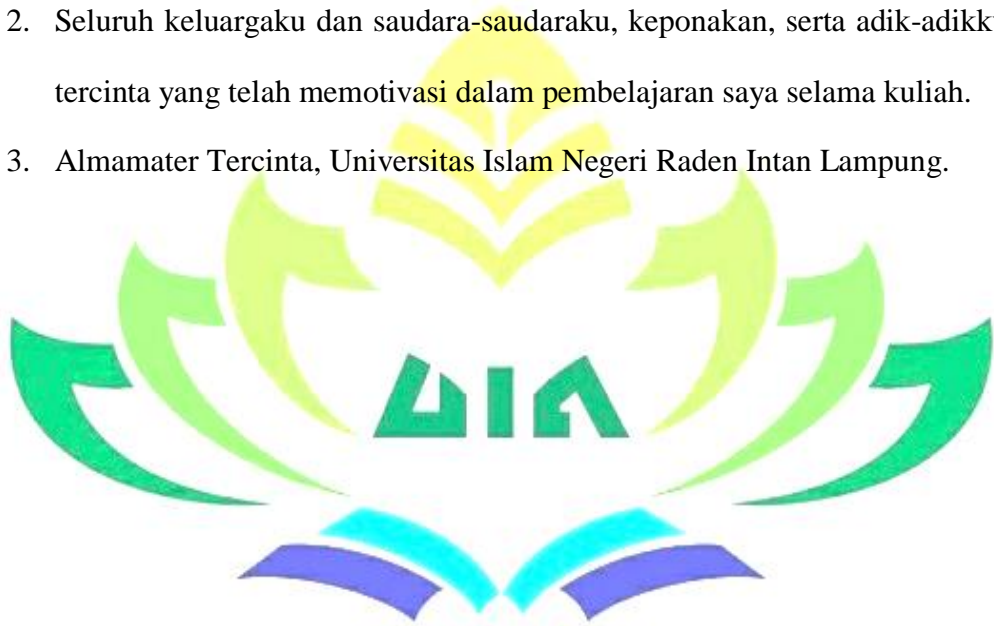 2. Seluruh keluargaku dan saudara-saudaraku, keponakan, serta adik-adikk
tercinta yang telah memotivasi dalam pembelajaran saya selama kuliah.
3. Almamater Tercinta, Universitas Islam Negeri Raden Intan Lampung.
UIN